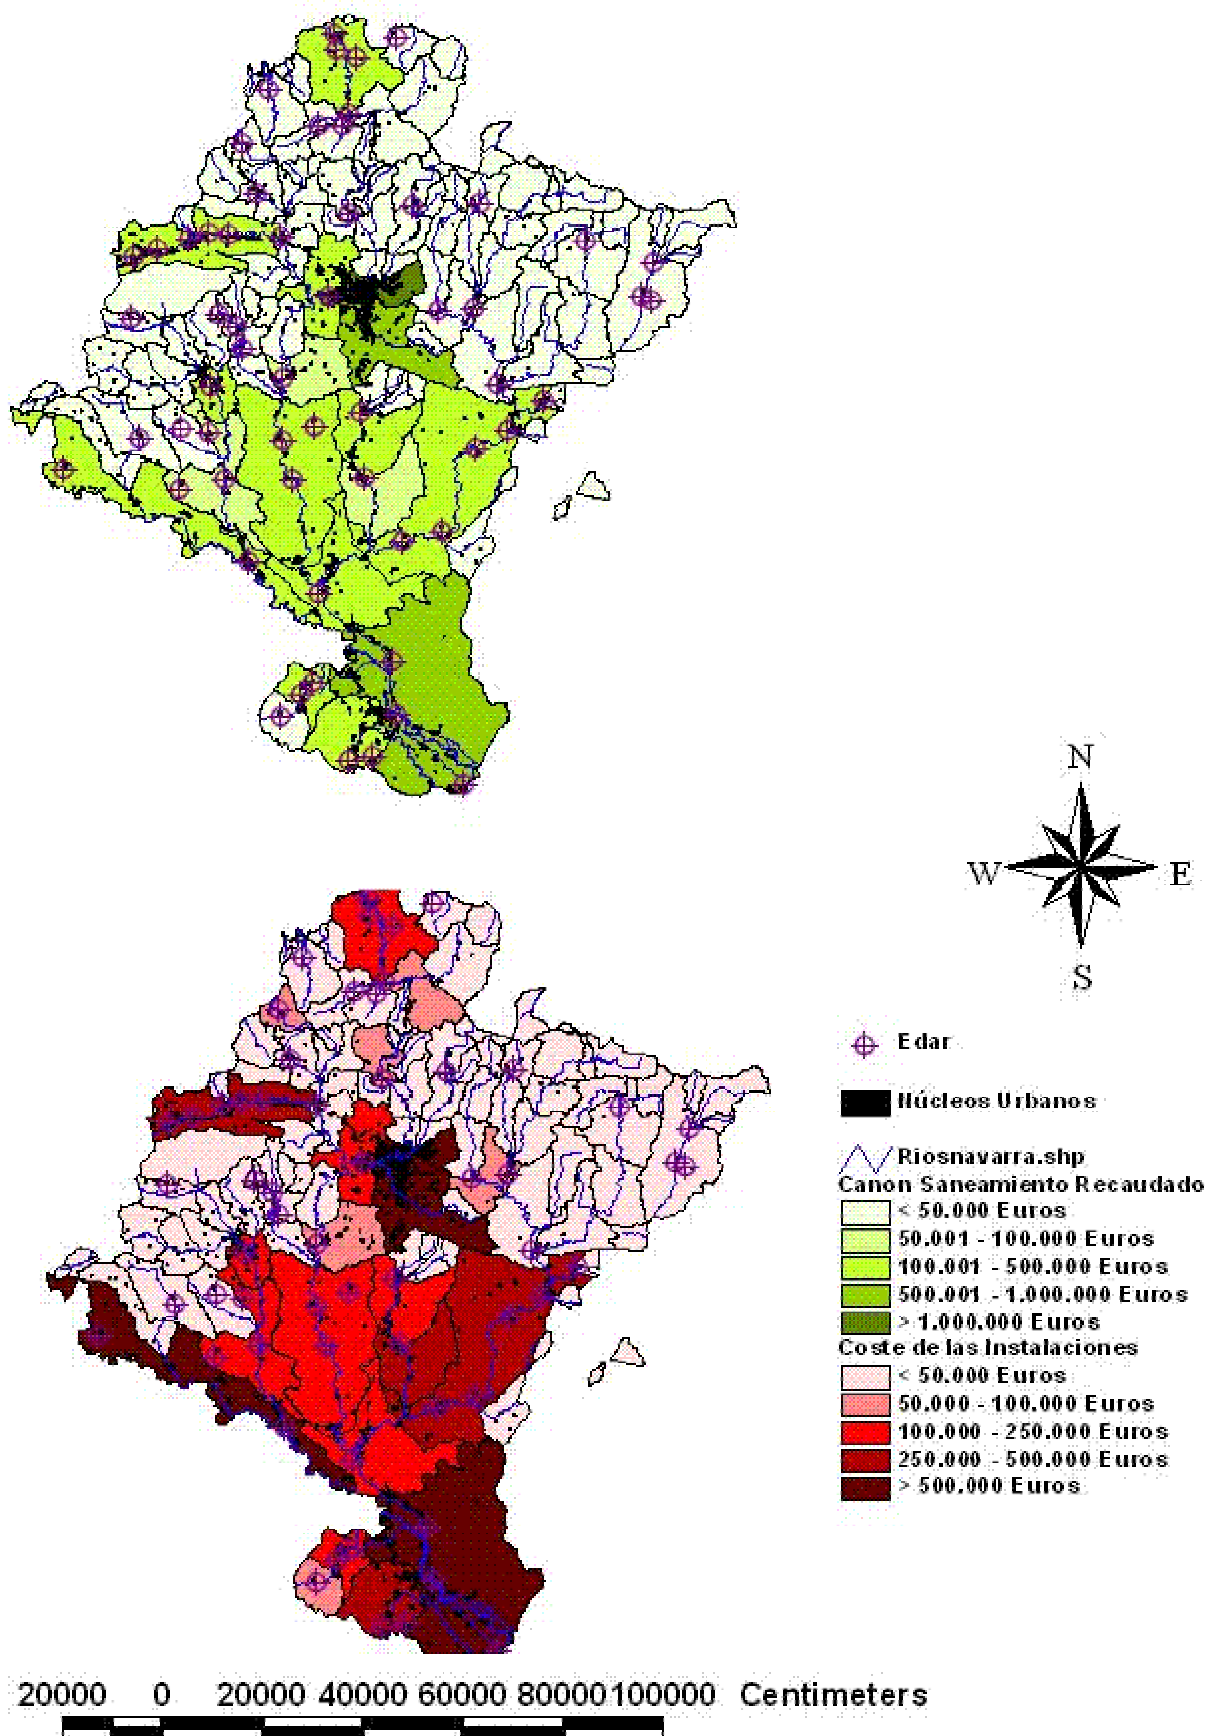 N
W E
S
Edar
Núcleos Urbanos
Riosnavarra.shp
Canon Saneamiento Recaudado
< 50.000 Euros
50.001 - 100.000 Euros
100.001 - 500.000 Euros
500.001 - 1.000.000 Euros
> 1.000.000 Euros
Coste de las Instalaciones
< 50.000 Euros
50.000 - 100.000 Euros
100.000 - 250.000 Euros
250.000 - 500.000 Euros
> 500.000 Euros
20000 0 20000 40000 60000 80000 100000 Centimeters